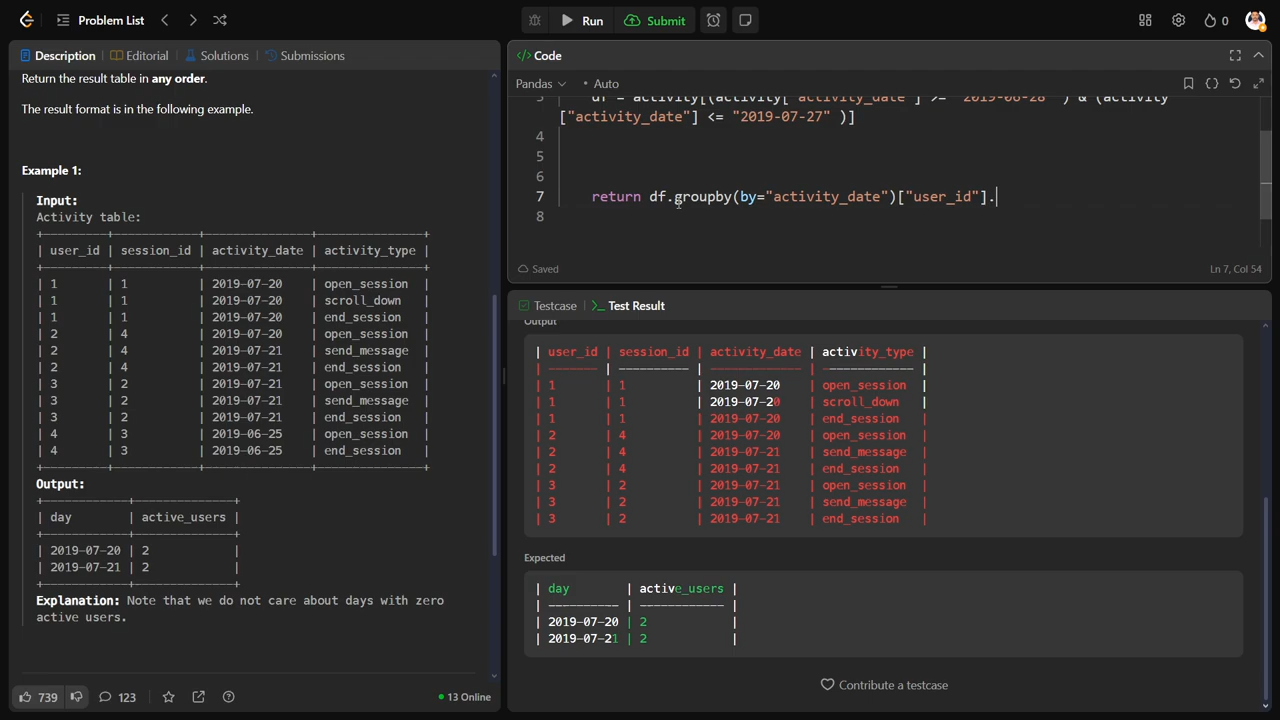 Problem List
Run
Submit
0
Description
Editorial
Solutions
Submissions
Return the result table in any order.
The result format is in the following example.
Example 1:
Input:
Activity table:
+---------+------------+---------------+---------------+
| user_id | session_id | activity_date | activity_type |
+---------+------------+---------------+---------------+
| 1 | 1 | 2019-07-20 | open_session |
| 1 | 1 | 2019-07-20 | scroll_down |
| 1 | 1 | 2019-07-20 | end_session |
| 2 | 4 | 2019-07-20 | open_session |
| 2 | 4 | 2019-07-21 | send_message |
| 2 | 4 | 2019-07-21 | end_session |
| 3 | 2 | 2019-07-21 | open_session |
| 3 | 2 | 2019-07-21 | send_message |
| 3 | 2 | 2019-07-21 | end_session |
| 4 | 3 | 2019-06-25 | open_session |
| 4 | 3 | 2019-06-25 | end_session |
+---------+------------+---------------+---------------+
Output:
+------------+--------------+
| day | active_users |
+------------+--------------+
| 2019-07-20 | 2 |
| 2019-07-21 | 2 |
+------------+--------------+
Explanation: Note that we do not care about days with zero
active users.
739
123
13 Online
</> Code
Pandas
• Auto
3 df = activity[(activity["activity_date"] >= "2019-06-28" ) & (activity
["activity_date"] <= "2019-07-27" )]
4
5
6
7 return df.groupby(by="activity_date")["user_id"].
8
Saved
Ln 7, Col 54
Testcase
>_ Test Result
Output
| user_id | session_id | activity_date | activity_type |
| ------- | ---------- | ------------- | ------------- |
| 1 | 1 | 2019-07-20 | open_session |
| 1 | 1 | 2019-07-20 | scroll_down |
| 1 | 1 | 2019-07-20 | end_session |
| 2 | 4 | 2019-07-20 | open_session |
| 2 | 4 | 2019-07-21 | send_message |
| 2 | 4 | 2019-07-21 | end_session |
| 3 | 2 | 2019-07-21 | open_session |
| 3 | 2 | 2019-07-21 | send_message |
| 3 | 2 | 2019-07-21 | end_session |
Expected
| day | active_users |
| ---------- | ------------ |
| 2019-07-20 | 2 |
| 2019-07-21 | 2 |
Contribute a testcase